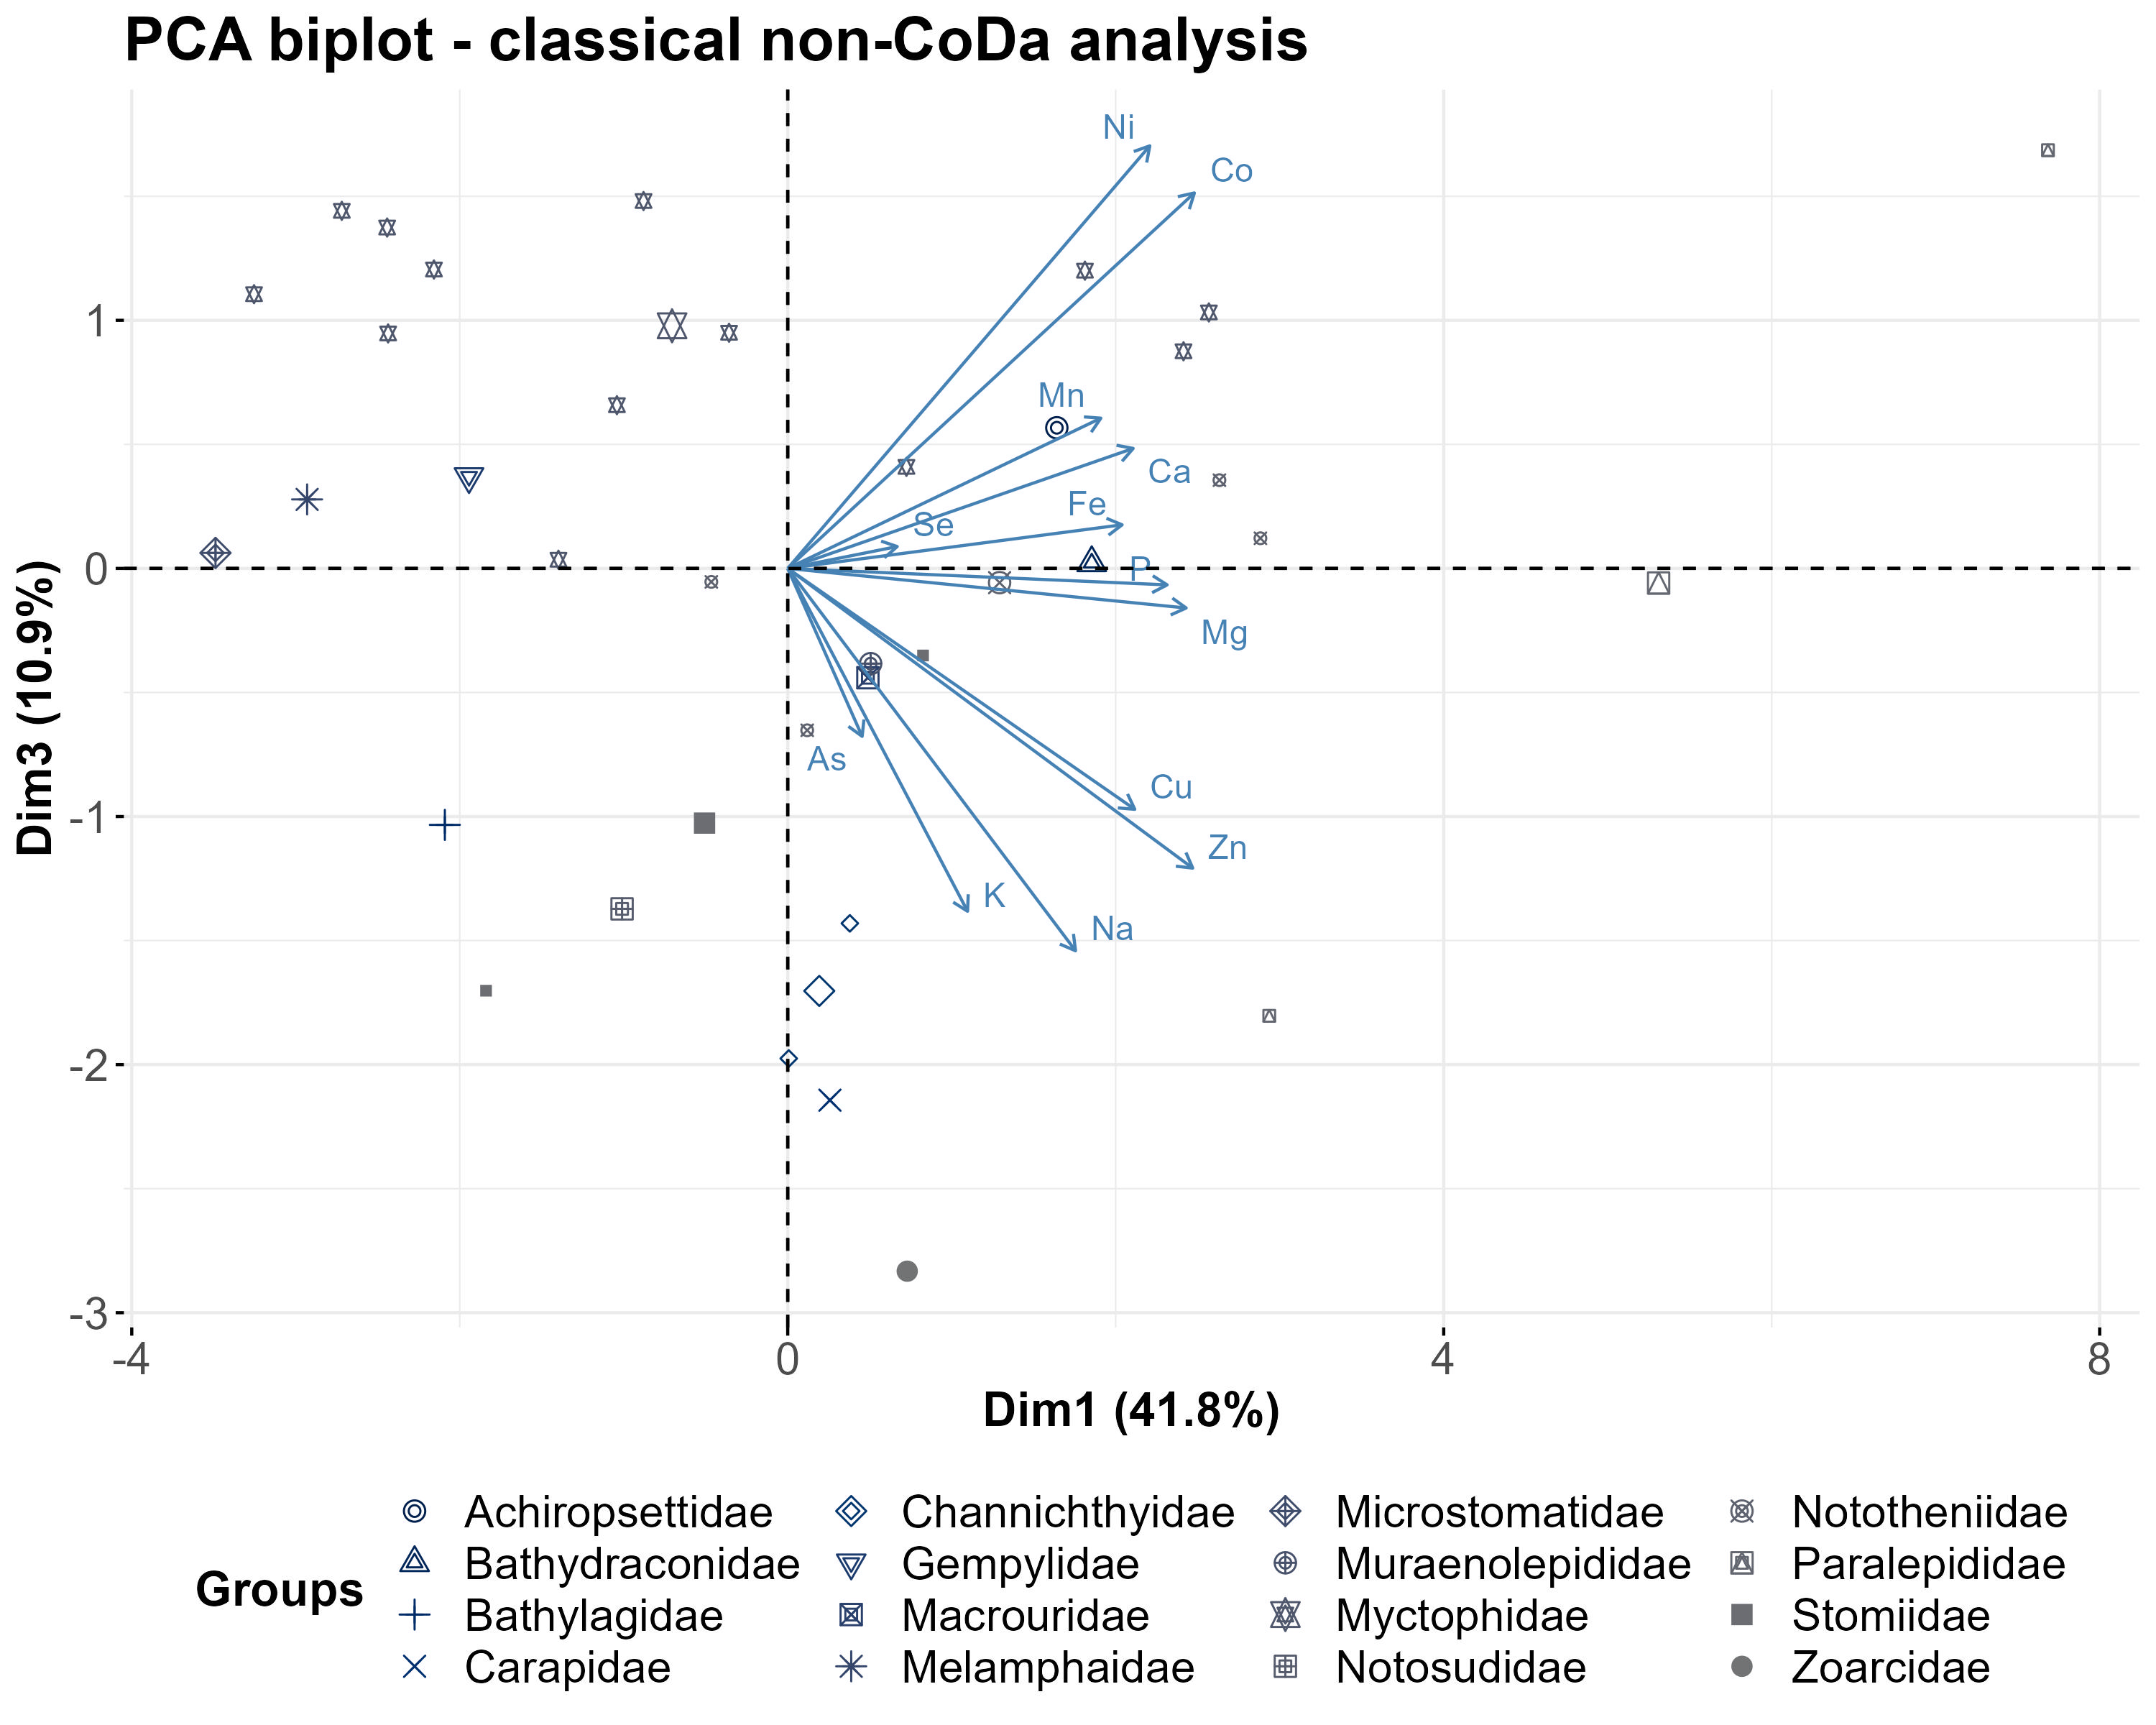 PCA biplot - classical non-CoDa analysis
Ni
Co
Mn
Ca
Fe
Se
P
Mg
As
Cu
Zn
K
Na
1
0
-1
-2
-3
Dim3 (10.9%)
-4 0 4 8
Dim1 (41.8%)
Groups
Achiropsettidae Channichthyidae Microstomatidae Nototheniidae
Bathydraconidae Gempylidae Muraenolepididae Paralepididae
Bathylagidae Macrouridae Myctophidae Stomiidae
Carapidae Melamphaidae Notosudidae Zoarcidae